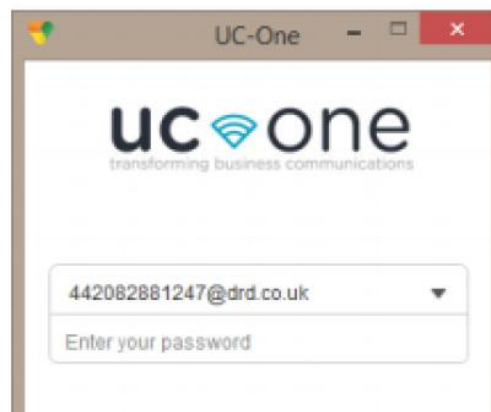 UC-One
uc one
transforming business communications
442082881247@drd.co.uk
Enter your password